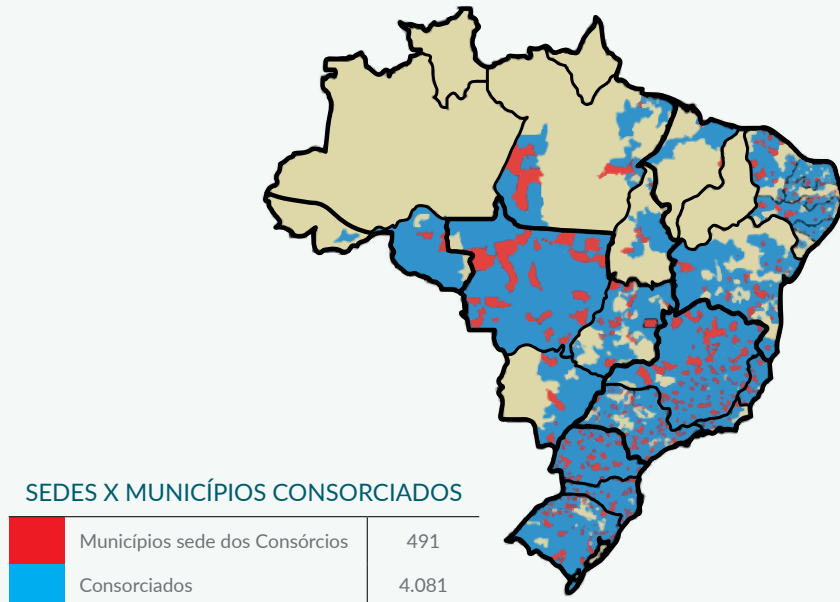 SEDES X MUNICÍPIOS CONSORCIADOS
Municípios sede dos Consórcios 491
Consorciados 4.081